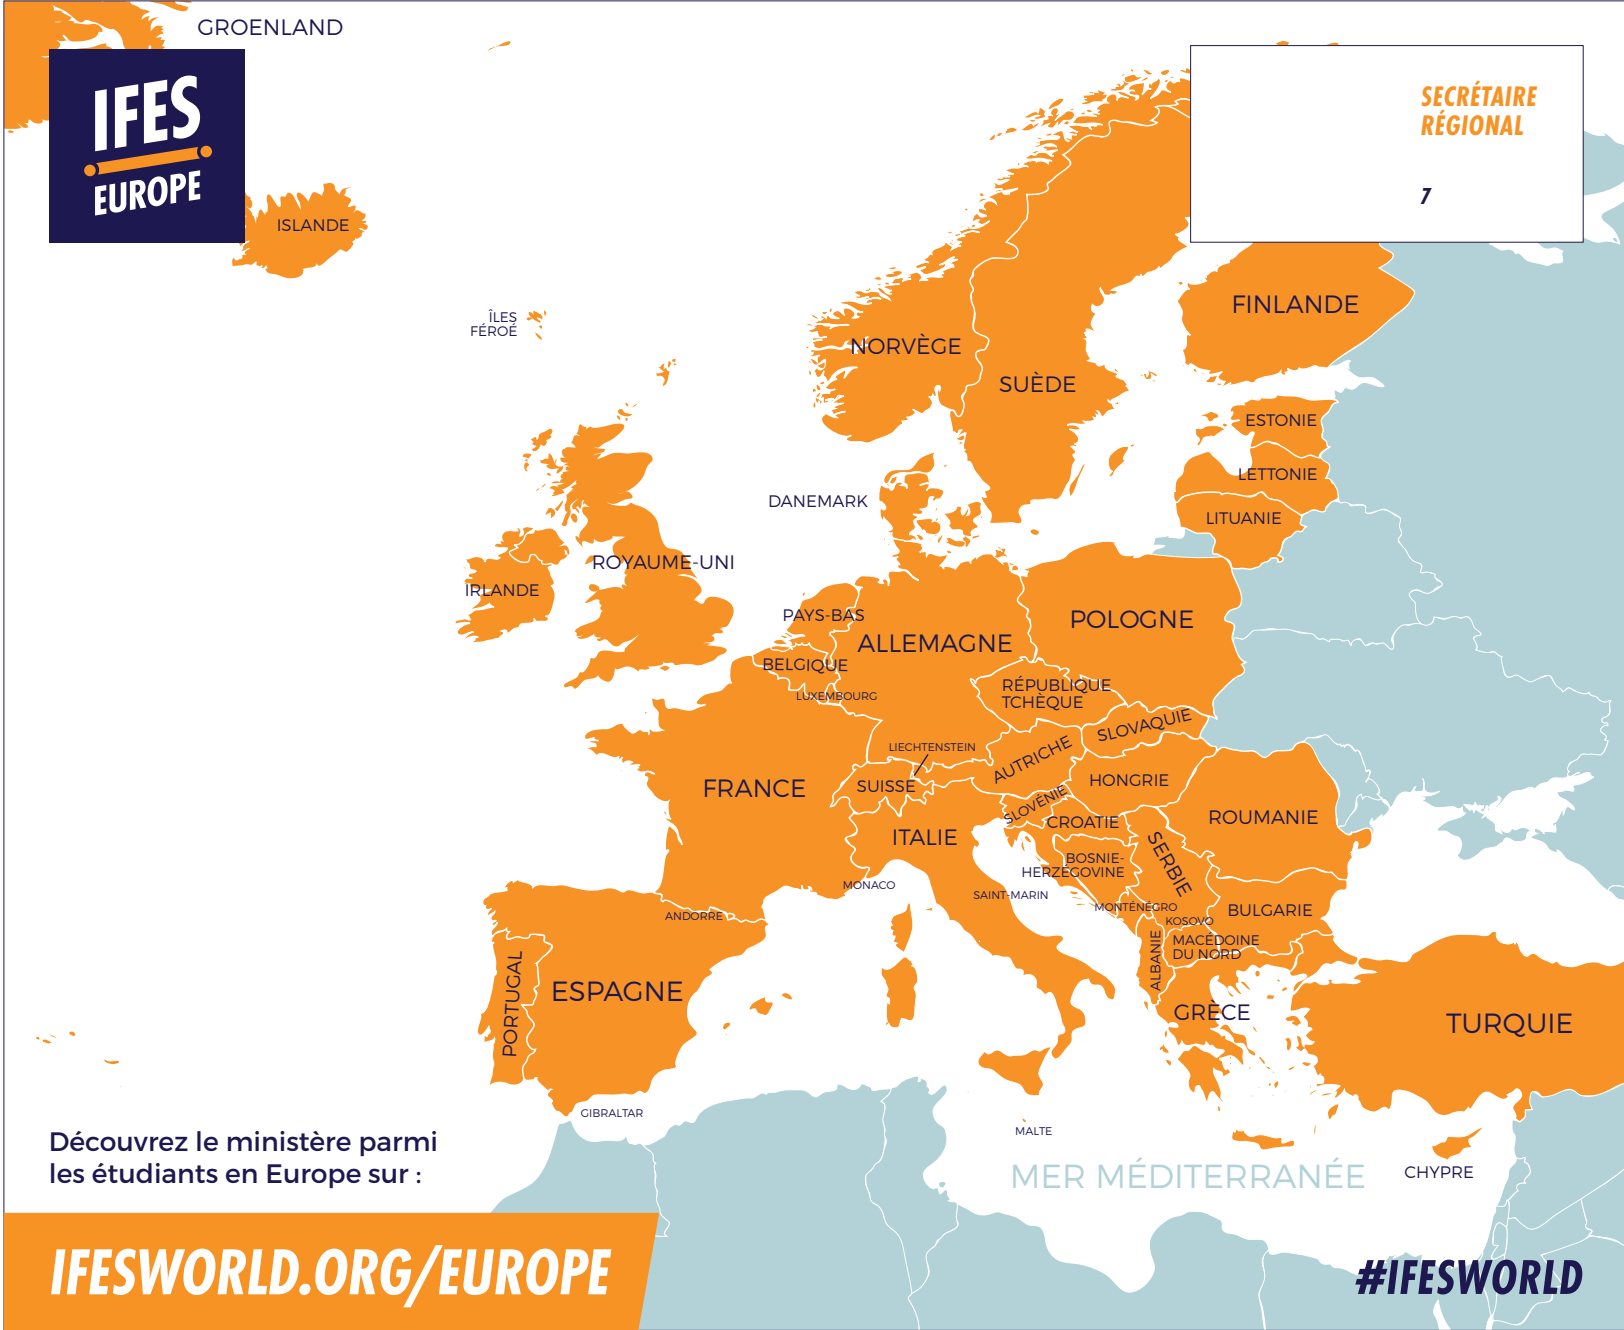 GROENLAND
IFES
EUROPE
SECRÉTAIRE
RÉGIONAL
7
ISLANDE
ÎLES
FÉROÉ
NORVÈGE
SUÈDE
FINLANDE
ESTONIE
LETTONIE
LITUANIE
DANEMARK
ROYAUME-UNI
IRLANDE
PAYS-BAS
BELGIQUE
LUXEMBOURG
ALLEMAGNE
POLOGNE
RÉPUBLIQUE
TCHÈQUE
SLOVAQUIE
LIECHTENSTEIN
AUTRICHE
SUISSE
HONGRIE
FRANCE
SLOVÉNIE
CROATIE
ROUMANIE
ITALIE
BOSNIE-
HERZÉGOVINE
SERBIE
MONACO
SAINT-MARIN
MONTÉNÉGRO
KOSOVO
BULGARIE
ANDORRE
ALBANIE
MACÉDOINE
DU NORD
PORTUGAL
ESPAGNE
GRÈCE
TURQUIE
GIBRALTAR
MALTE
MER MÉDITERRANÉE
CHYPRE
Découvrez le ministère parmi
les étudiants en Europe sur :
IFESWORLD.ORG/EUROPE
#IFESWORLD